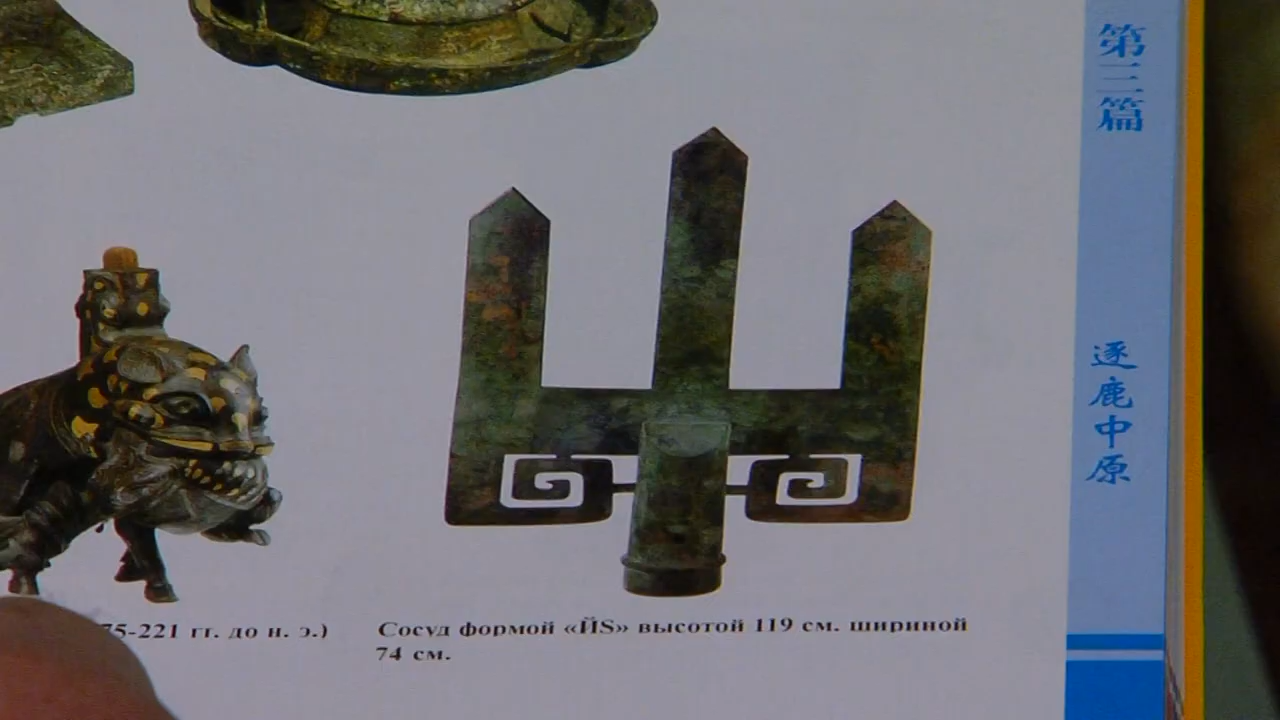 第三篇
逐鹿中原
75-221 гг. до н. э.)
Сосуд формой «ЙS» высотой 119 см. шириной
74 см.